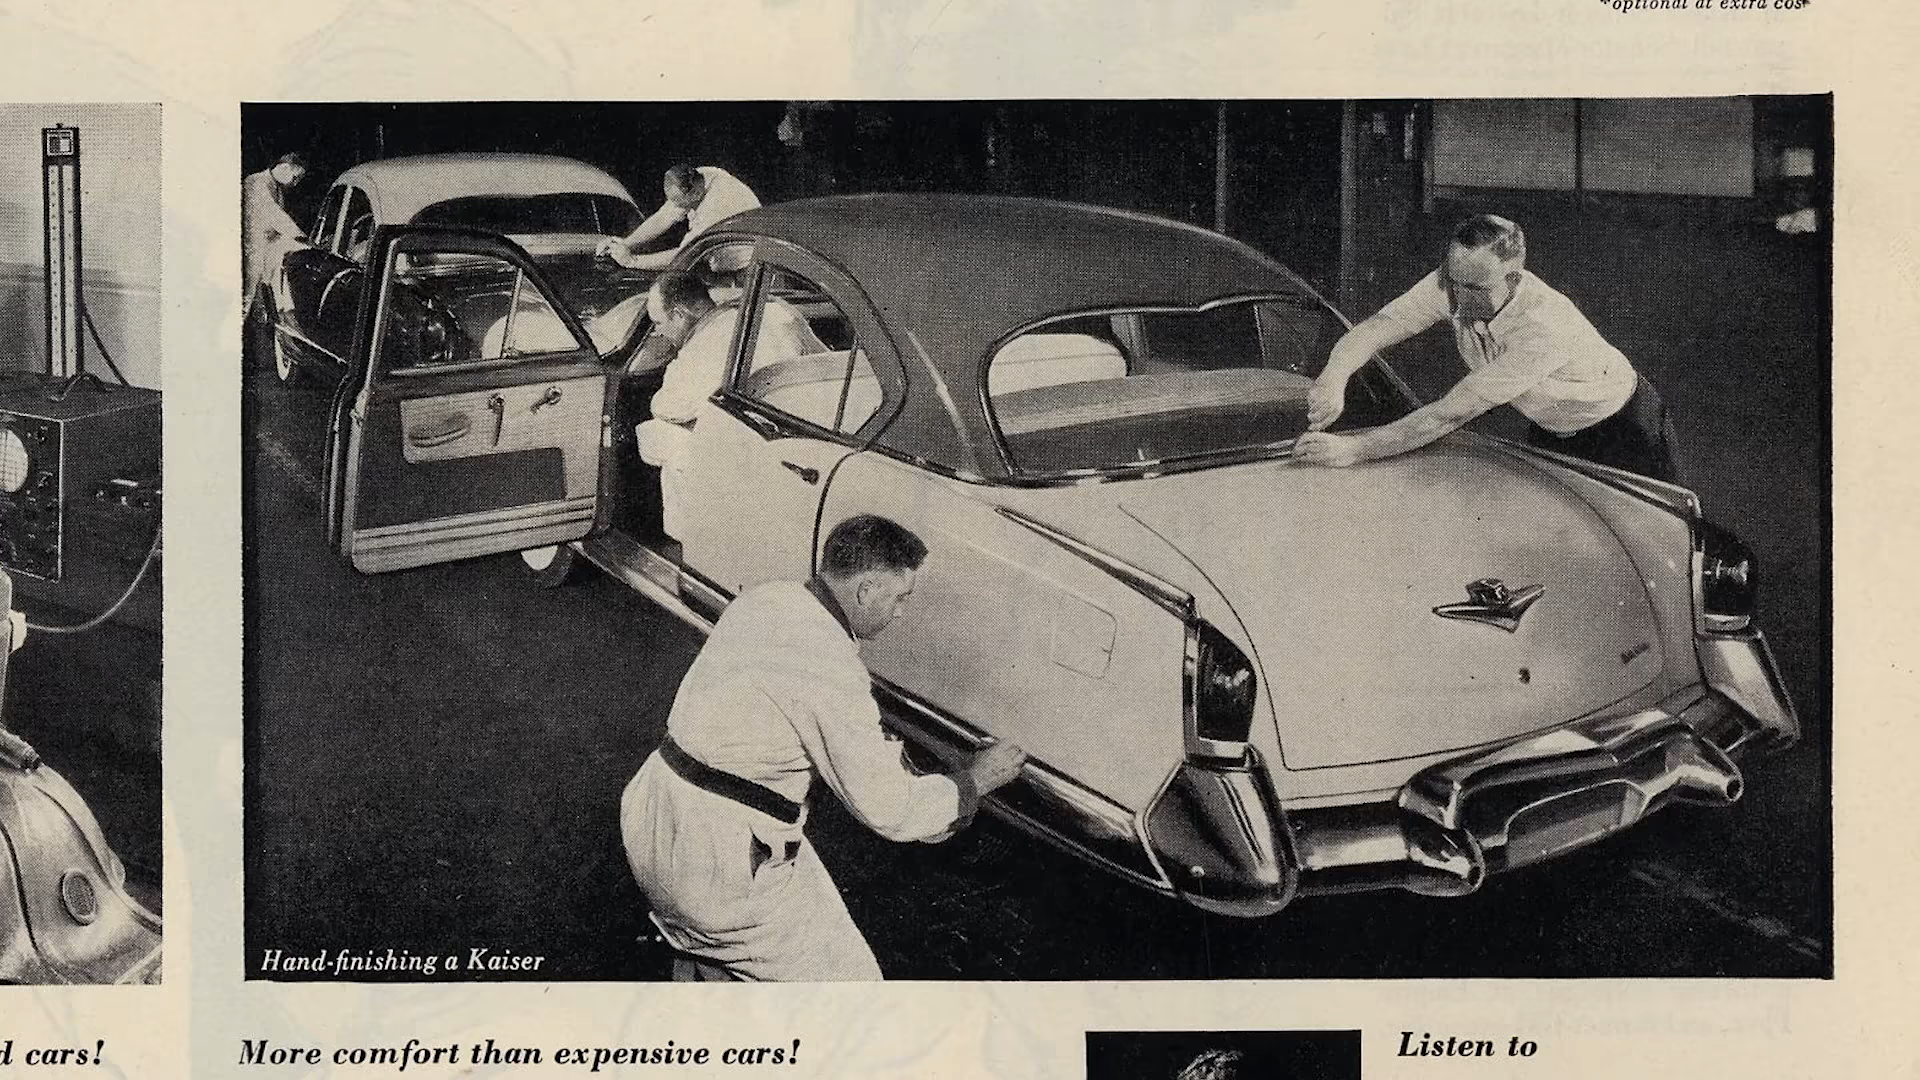 *optional at extra cost
Hand-finishing a Kaiser
d cars!
More comfort than expensive cars!
Listen to